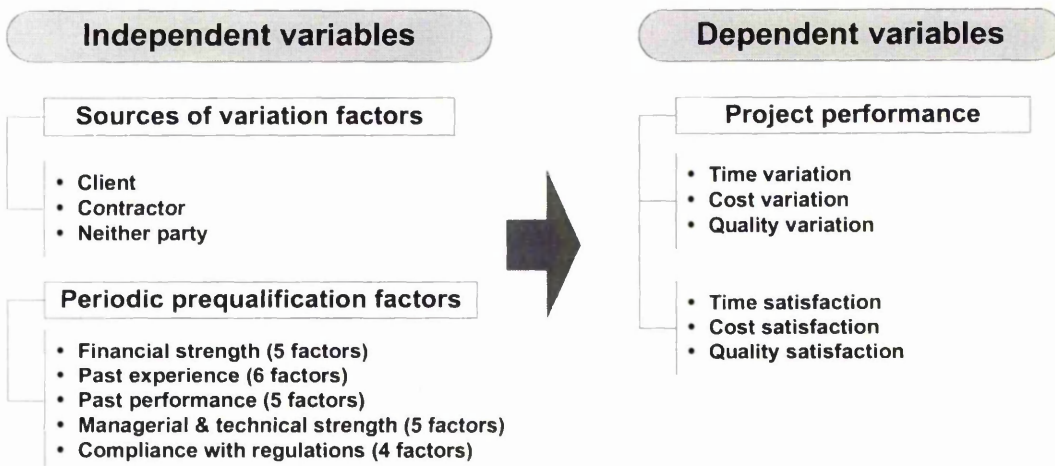 Independent variables
Sources of variation factors
• Client
• Contractor
• Neither party
Periodic prequalification factors
• Financial strength (5 factors)
• Past experience (6 factors)
• Past performance (5 factors)
• Managerial & technical strength (5 factors)
• Compliance with regulations (4 factors)
Dependent variables
Project performance
• Time variation
• Cost variation
• Quality variation
• Time satisfaction
• Cost satisfaction
• Quality satisfaction